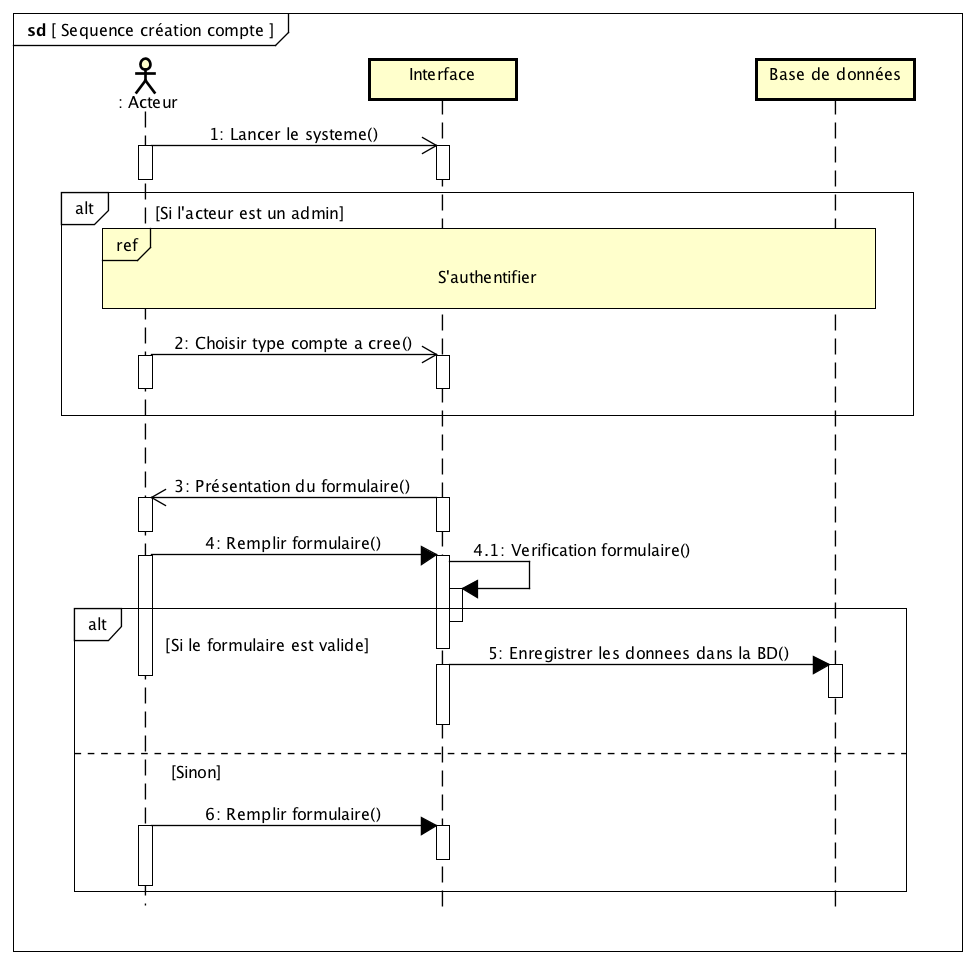 sd [ Sequence création compte ]
: Acteur
Interface
Base de données
1: Lancer le systeme()
alt
[Si l'acteur est un admin]
ref
S'authentifier
2: Choisir type compte a cree()
3: Présentation du formulaire()
4: Remplir formulaire()
4.1: Verification formulaire()
alt
[Si le formulaire est valide]
5: Enregistrer les donnees dans la BD()
[Sinon]
6: Remplir formulaire()